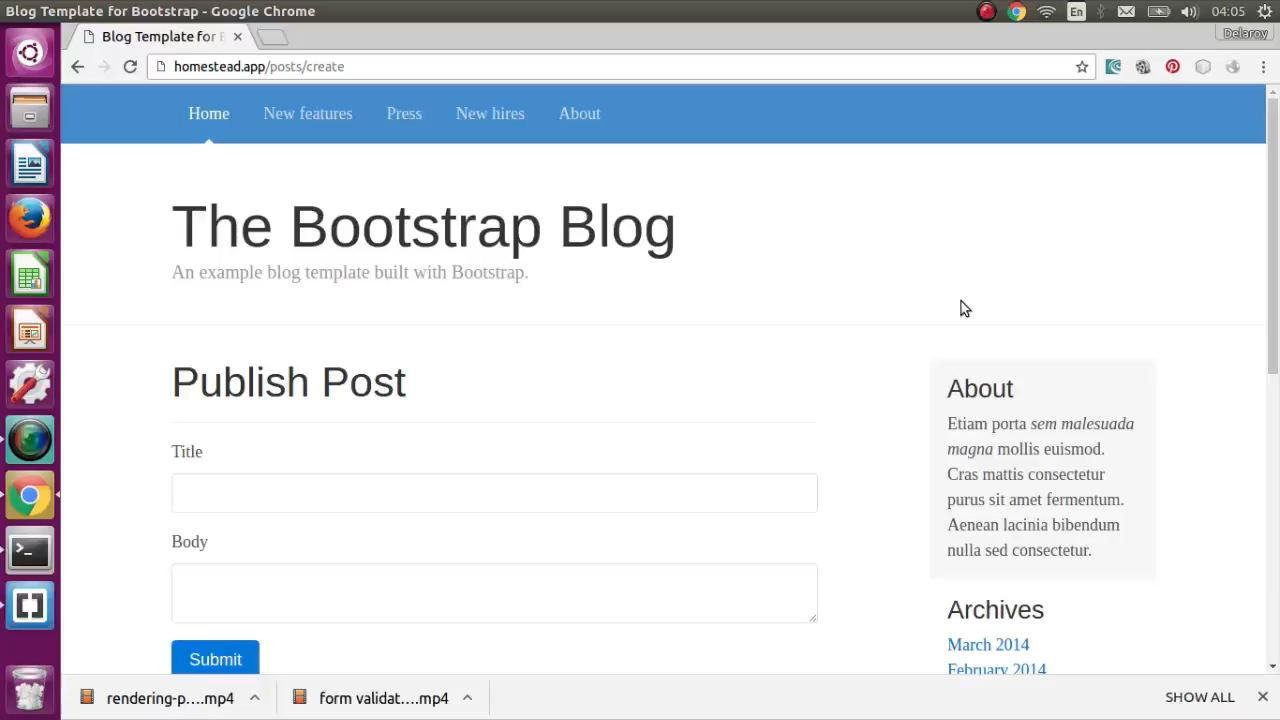 Blog Template for Bootstrap - Google Chrome
En
04:05
Blog Template for B
Delaroy
homestead.app/posts/create
Home New features Press New hires About
The Bootstrap Blog
An example blog template built with Bootstrap.
Publish Post
Title
Body
Submit
About
Etiam porta sem malesuada
magna mollis euismod.
Cras mattis consectetur
purus sit amet fermentum.
Aenean lacinia bibendum
nulla sed consectetur.
Archives
March 2014
February 2014
rendering-p....mp4
form validat....mp4
SHOW ALL